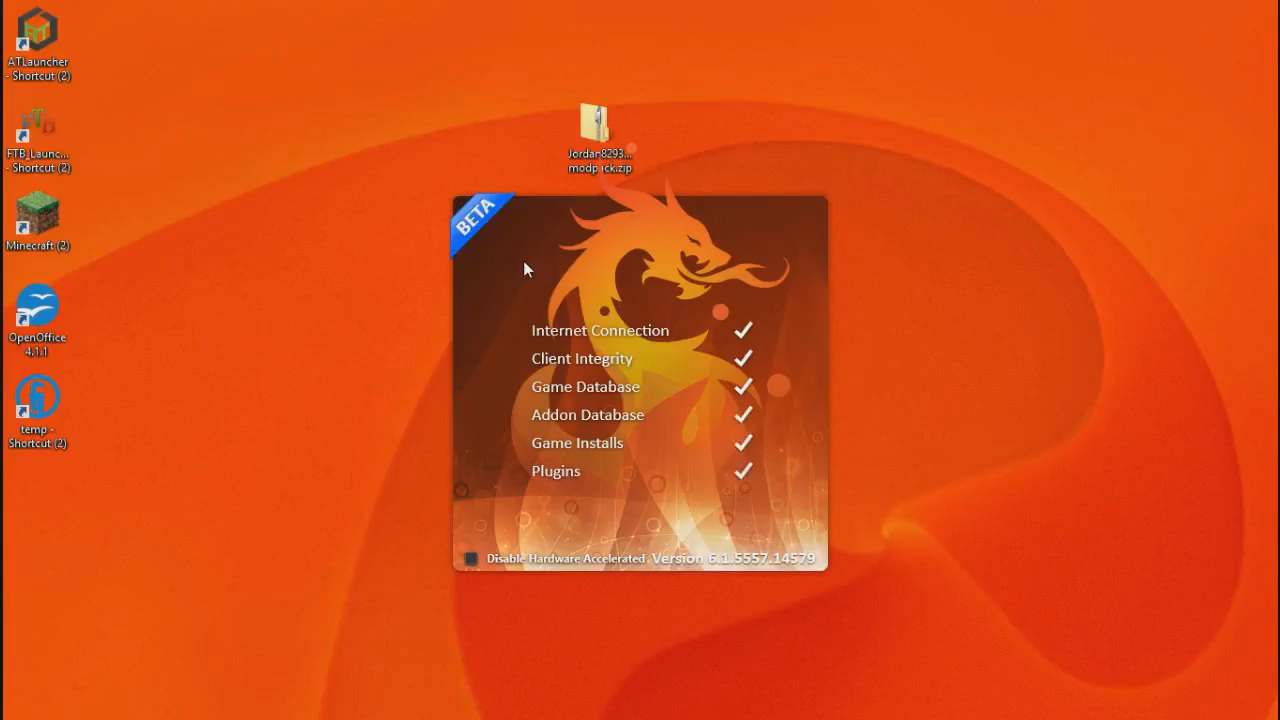 ATLauncher
- Shortcut (2)
FTB_Launc...
- Shortcut (2)
Minecraft (2)
OpenOffice
4.1.1
temp -
Shortcut (2)
Jordan8293...
modpack.zip
BETA
Internet Connection
Client Integrity
Game Database
Addon Database
Game Installs
Plugins
Disable Hardware Accelerated Version 6.1.5557.14579